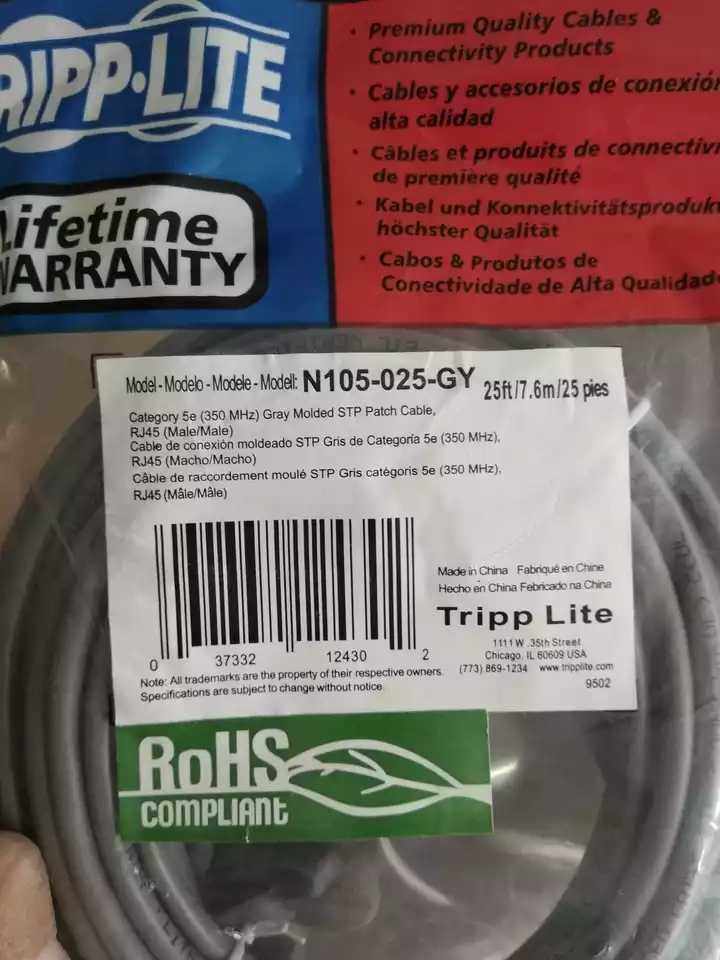 TRIPP·LITE
Lifetime
WARRANTY
• Premium Quality Cables &
Connectivity Products
• Cables y accesorios de conexión
alta calidad
• Câbles et produits de
de première qualité
• Kabel und
höchster Qualität
• Cabos & Produtos de
Conectividade de Alta Qualidade
Model - Modelo - Modele - Modell: N105-025-GY 25ft/7.6m/25 pies
Category 5e (350 MHz) Gray Molded STP Patch Cable,
RJ45 (Male/Male)
Cable de conexión moldeado STP Gris de Categoría 5e (350 MHz),
RJ45 (Macho/Macho)
Câble de raccordement moulé STP Gris catégoris 5e (350 MHz),
RJ45 (Mâle/Mâle)
Made in China Fabriqué en Chine
Hecho en China Fabricado na China
Tripp Lite
1111 W .35th Street
Chicago, IL 60609 USA
(773) 869-1234 www.tripplite.com
9502
0 37332 12430 2
Note: All trademarks are the property of their respective owners.
Specifications are subject to change without notice.
RoHS
COMPLIANT